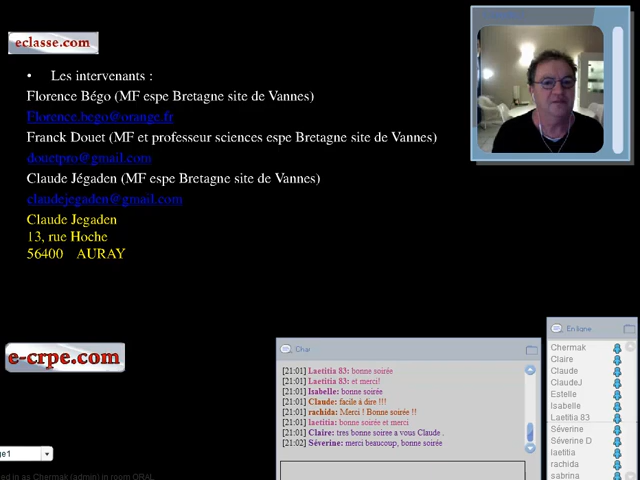 eclasse.com
• Les intervenants :
Florence Bégo (MF espe Bretagne site de Vannes)
Florence.bego@orange.fr
Franck Douet (MF et professeur sciences espe Bretagne site de Vannes)
douetpro@gmail.com
Claude Jégaden (MF espe Bretagne site de Vannes)
claudejegaden@gmail.com
Claude Jegaden
13, rue Hoche
56400 AURAY
e-crpe.com
Chat
[21:01] Laetitia 83: bonne soirée
[21:01] Laetitia 83: et merci!
[21:01] Isabelle: bonne soirée
[21:01] Claude: facile à dire !!!
[21:01] rachida: Merci ! Bonne soirée !!
[21:01] laetitia: bonne soirée et merci
[21:01] Claire: tres bonne soiree a vous Claude .
[21:02] Séverine: merci beaucoup, bonne soirée
En ligne
Chermak
Claire
Claude
ClaudeJ
Estelle
Isabelle
Laetitia 83
Séverine
Séverine D
laetitia
rachida
sabrina
ge1
ed in as Chermak (admin) in room ORAL